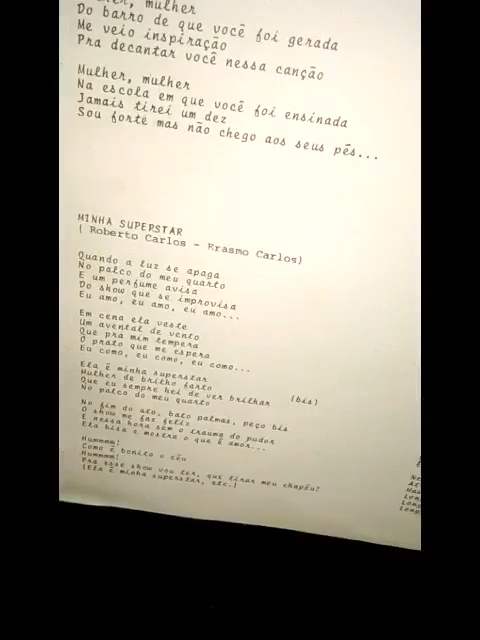 mulher, mulher
Do barro de que você foi gerada
Me veio inspiração
Pra decantar você nessa canção
Mulher, mulher
Na escola em que você foi ensinada
Jamais tirei um dez
Sou forte mas não chego aos seus pés...
MINHA SUPERSTAR
( Roberto Carlos - Erasmo Carlos)
Quando a luz se apaga
No palco do meu quarto
E um perfume avisa
Do show que se improvisa
Eu amo, eu amo, eu amo...
Em cena ela veste
Um avental de vento
Que pra mim tempera
O prato que me espera
Eu como, eu como, eu como...
Ela é minha superstar
Mulher de brilho farto
Que eu sempre hei de ver brilhar (bis)
No palco do meu quarto
No fim do ato, bato palmas, peço bis
O show me faz feliz
E nessa hora sem o trauma do pudor
Ela bisa e mostra o que é amor...
Hummmm!
Como é bonito o céu
Hummmm!
Pra esse show vou ter, que tirar meu chapéu!
(Ela é minha superstar, etc.)